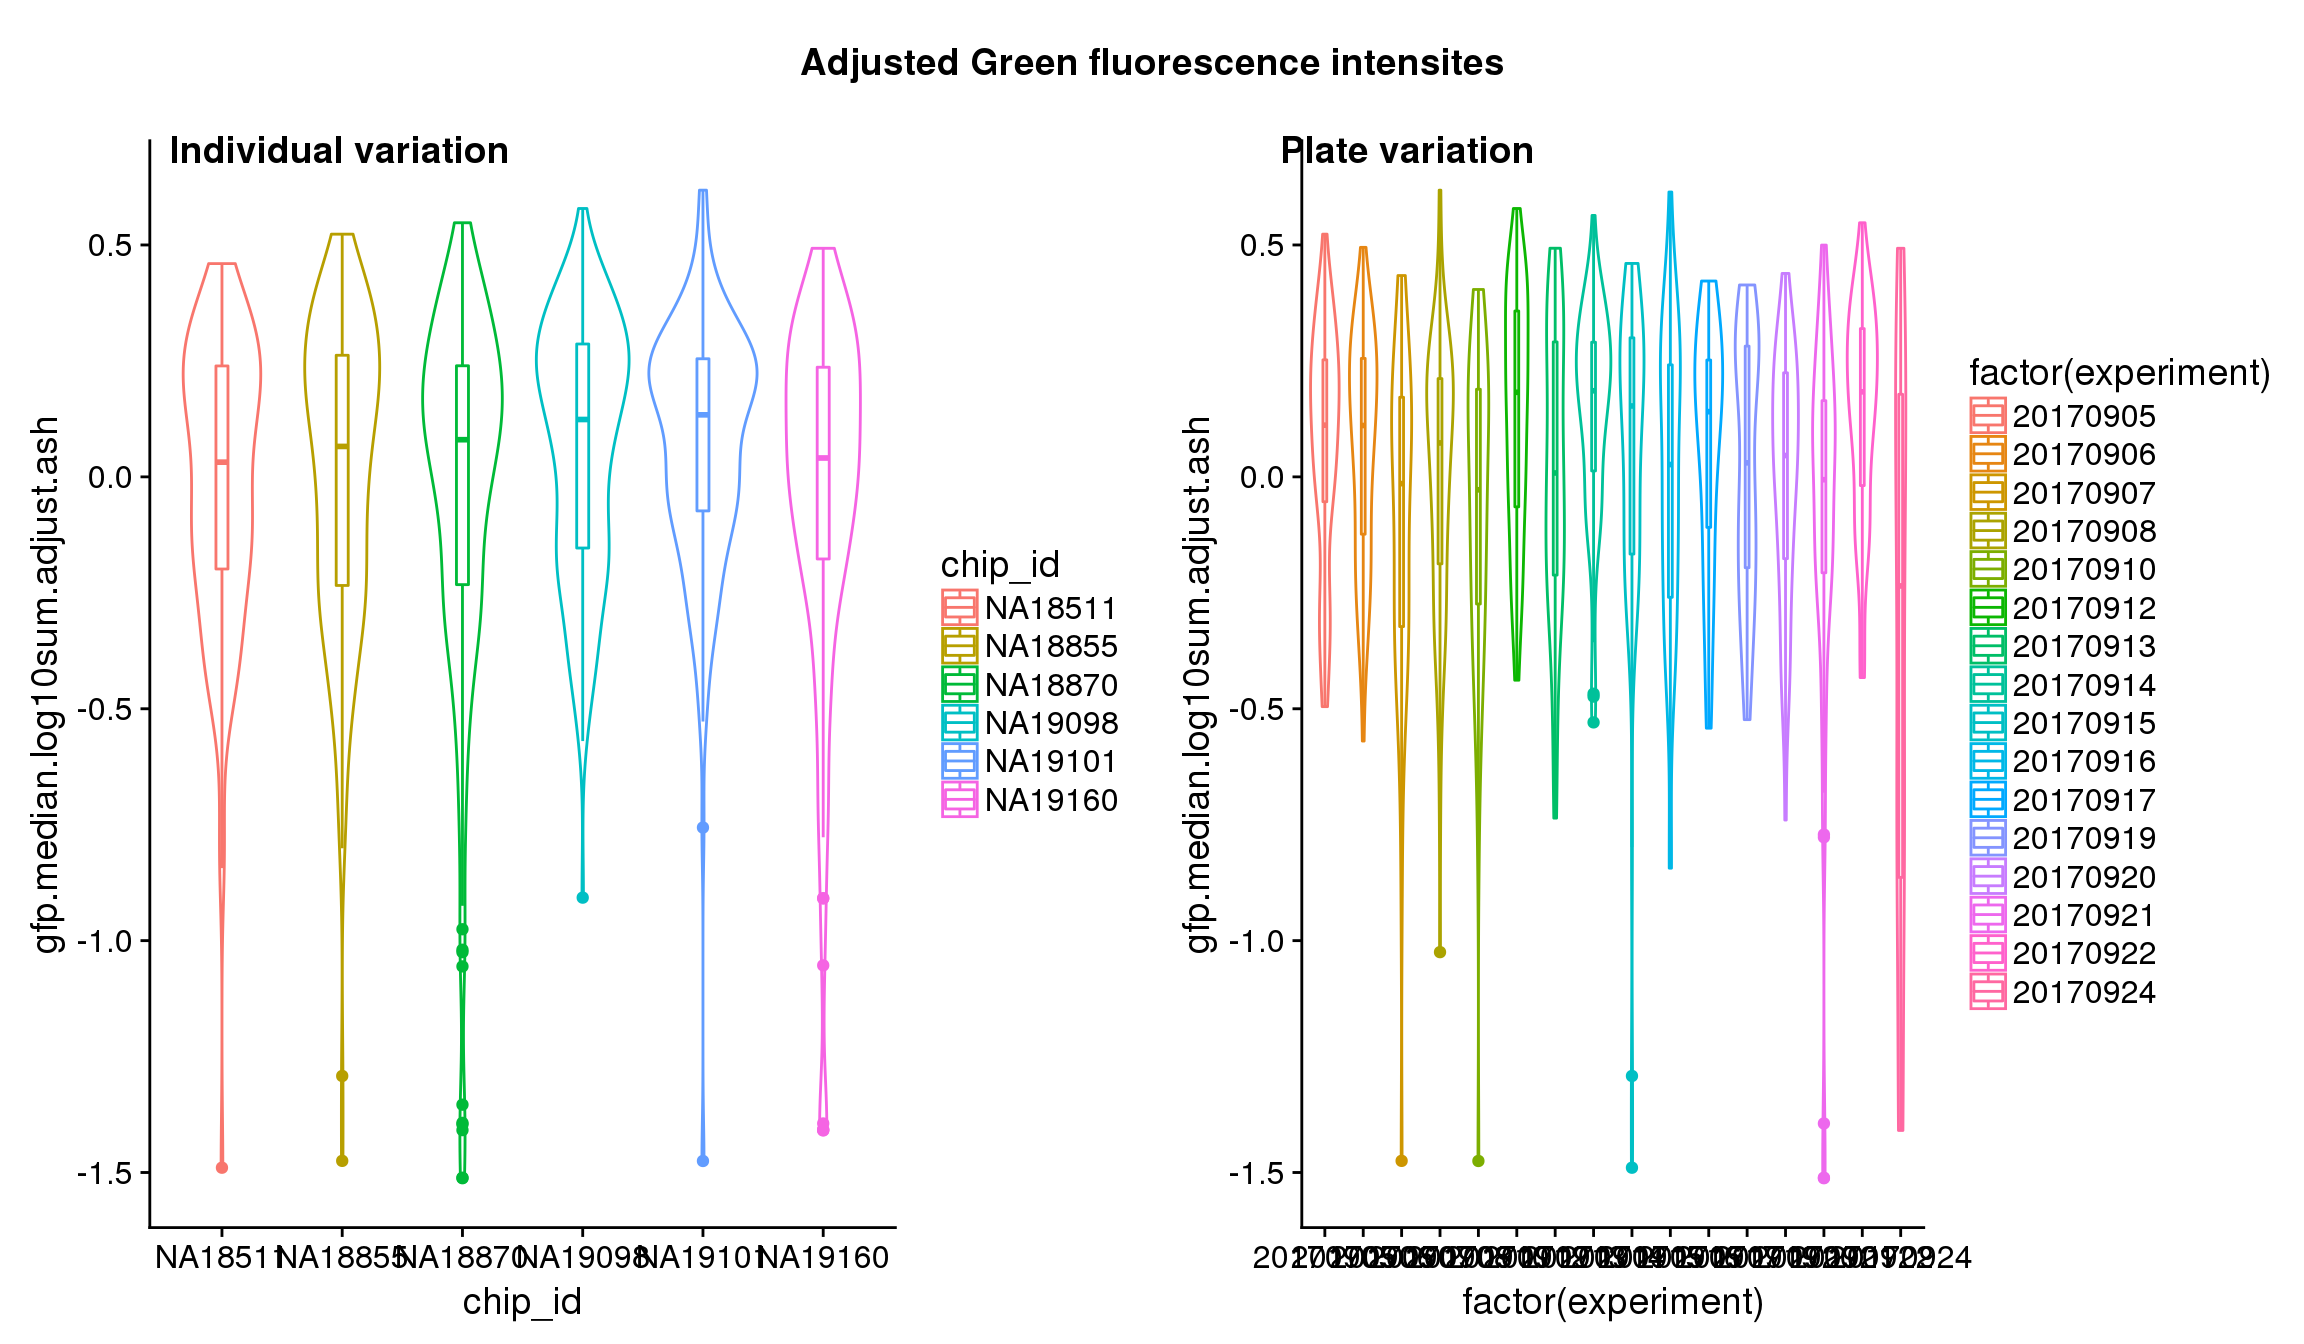 Adjusted Green fluorescence intensites
Individual variation
gfp.median.log10sum.adjust.ash
0.5
0.0
-0.5
-1.0
-1.5
NA18511
NA18855
NA18870
NA19098
NA19101
NA19160
chip_id
chip_id
NA18511
NA18855
NA18870
NA19098
NA19101
NA19160
Plate variation
gfp.median.log10sum.adjust.ash
0.5
0.0
-0.5
-1.0
-1.5
factor(experiment)
factor(experiment)
20170905
20170906
20170907
20170908
20170910
20170912
20170913
20170914
20170915
20170916
20170917
20170919
20170920
20170921
20170922
20170924